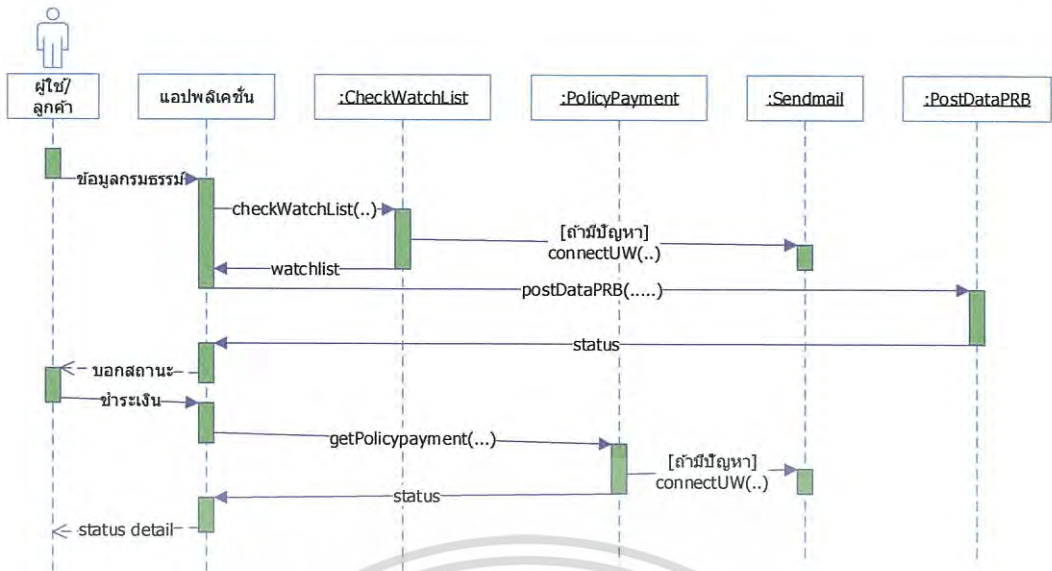 ผู้ใช้/
ลูกค้า
แอปพลิเคชั่น
:CheckWatchList
:PolicyPayment
:Sendmail
:PostDataPRB
ข้อมูลกรมธรรม์
checkWatchList(..)
[ถ้ามีปัญหา]
connectUW(..)
watchlist
postDataPRB(.....)
status
บอกสถานะ
ชำระเงิน
getPolicypayment(...)
[ถ้ามีปัญหา]
connectUW(..)
status
status detail